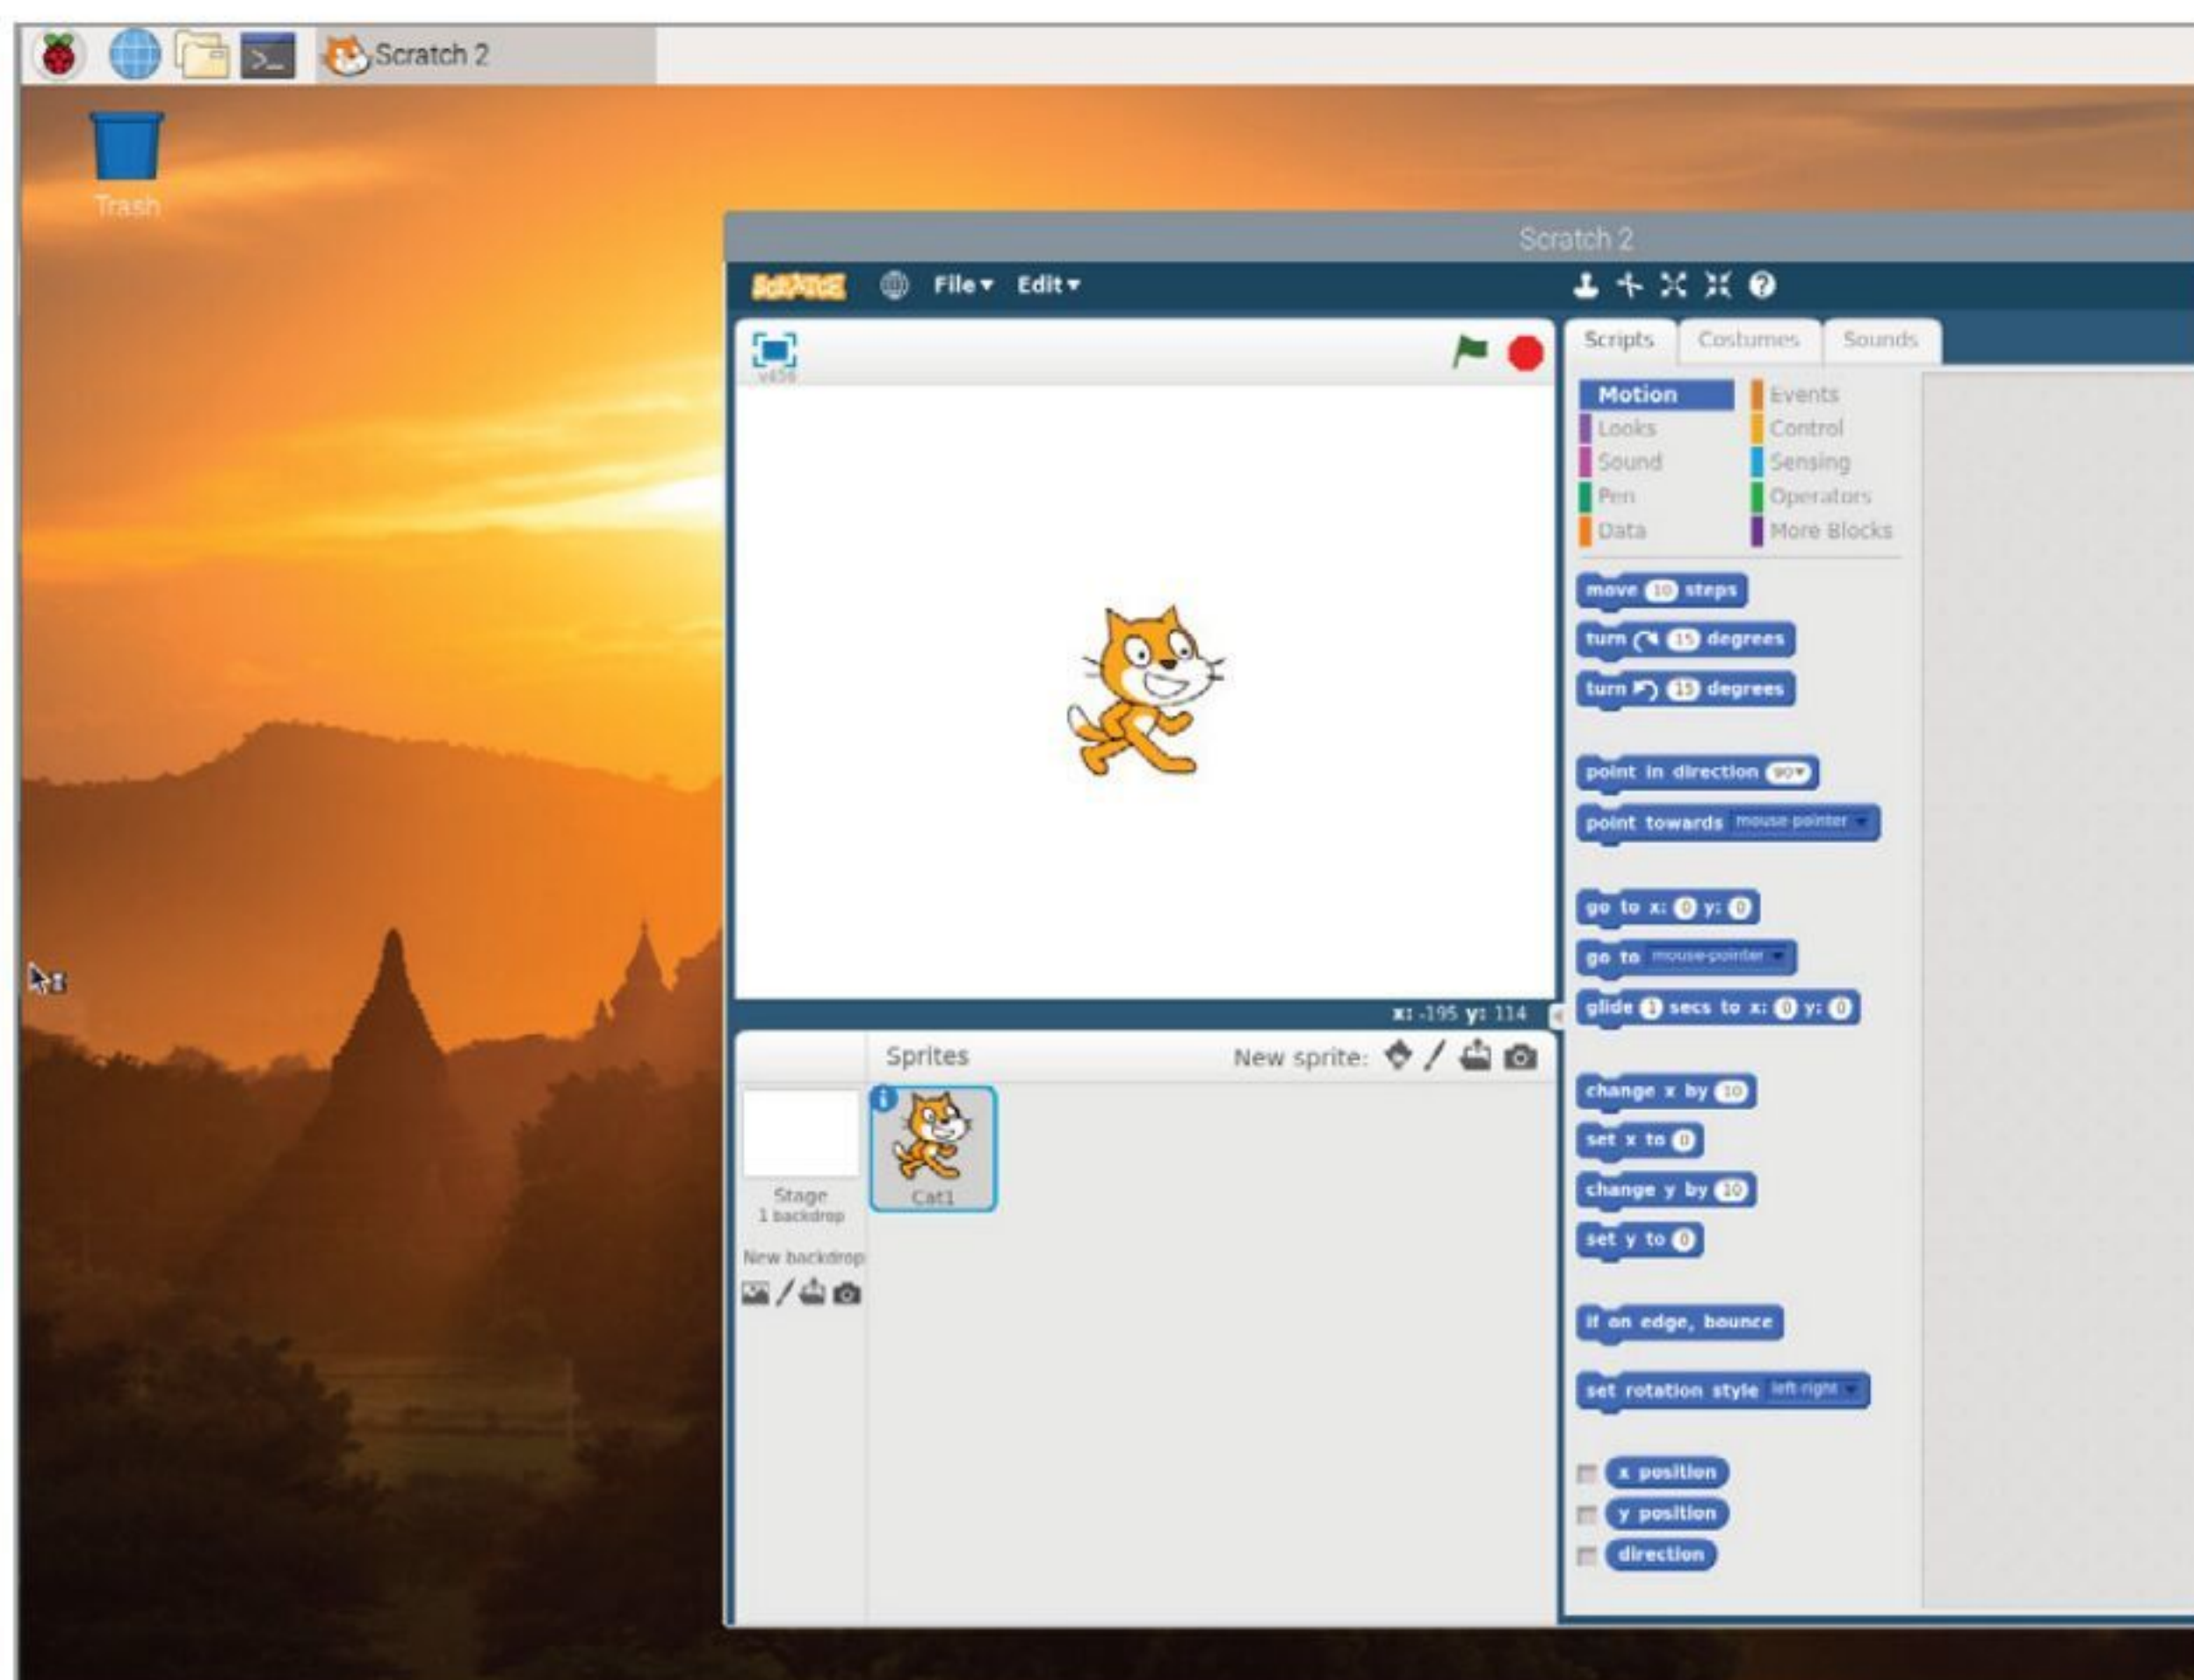 Scratch 2
Trash
Scratch 2
SCRATCH
File Edit
v456
Scripts Costumes Sounds
Motion Events
Looks Control
Sound Sensing
Pen Operators
Data More Blocks
move 10 steps
turn 15 degrees
turn 15 degrees
point in direction 90
point towards mouse-pointer
go to x: 0 y: 0
go to mouse-pointer
glide 1 secs to x: 0 y: 0
change x by 10
set x to 0
change y by 10
set y to 0
if on edge, bounce
set rotation style left-right
x position
y position
direction
x: -195 y: 114
Sprites New sprite:
Cat1
Stage
1 backdrop
New backdrop